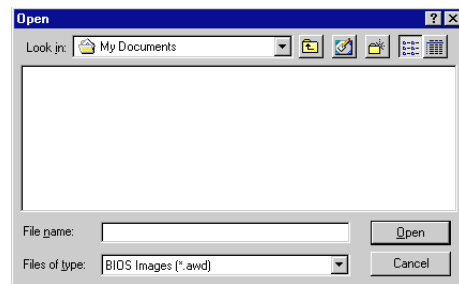 Open
Look in: My Documents
File name:
Open
Files of type: BIOS Images (*.awd)
Cancel